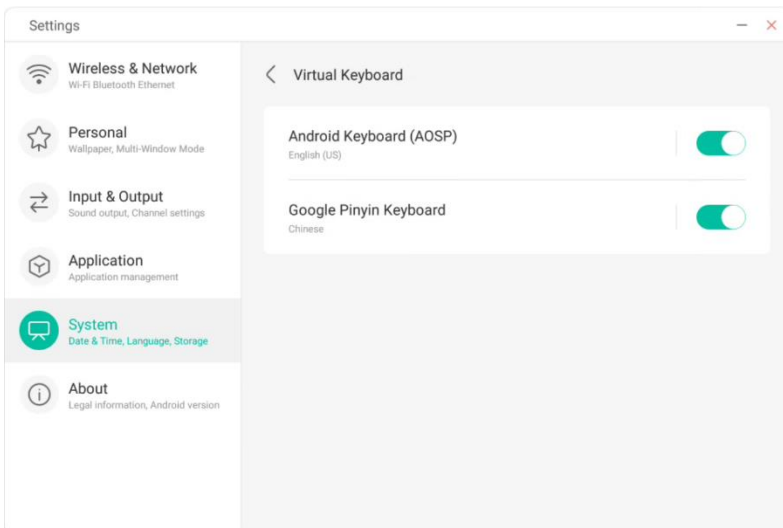 Settings
Wireless & Network
Wi-Fi Bluetooth Ethernet
Personal
Wallpaper, Multi-Window Mode
Input & Output
Sound output, Channel settings
Application
Application management
System
Date & Time, Language, Storage
About
Legal information, Android version
Virtual Keyboard
Android Keyboard (AOSP)
English (US)
Google Pinyin Keyboard
Chinese